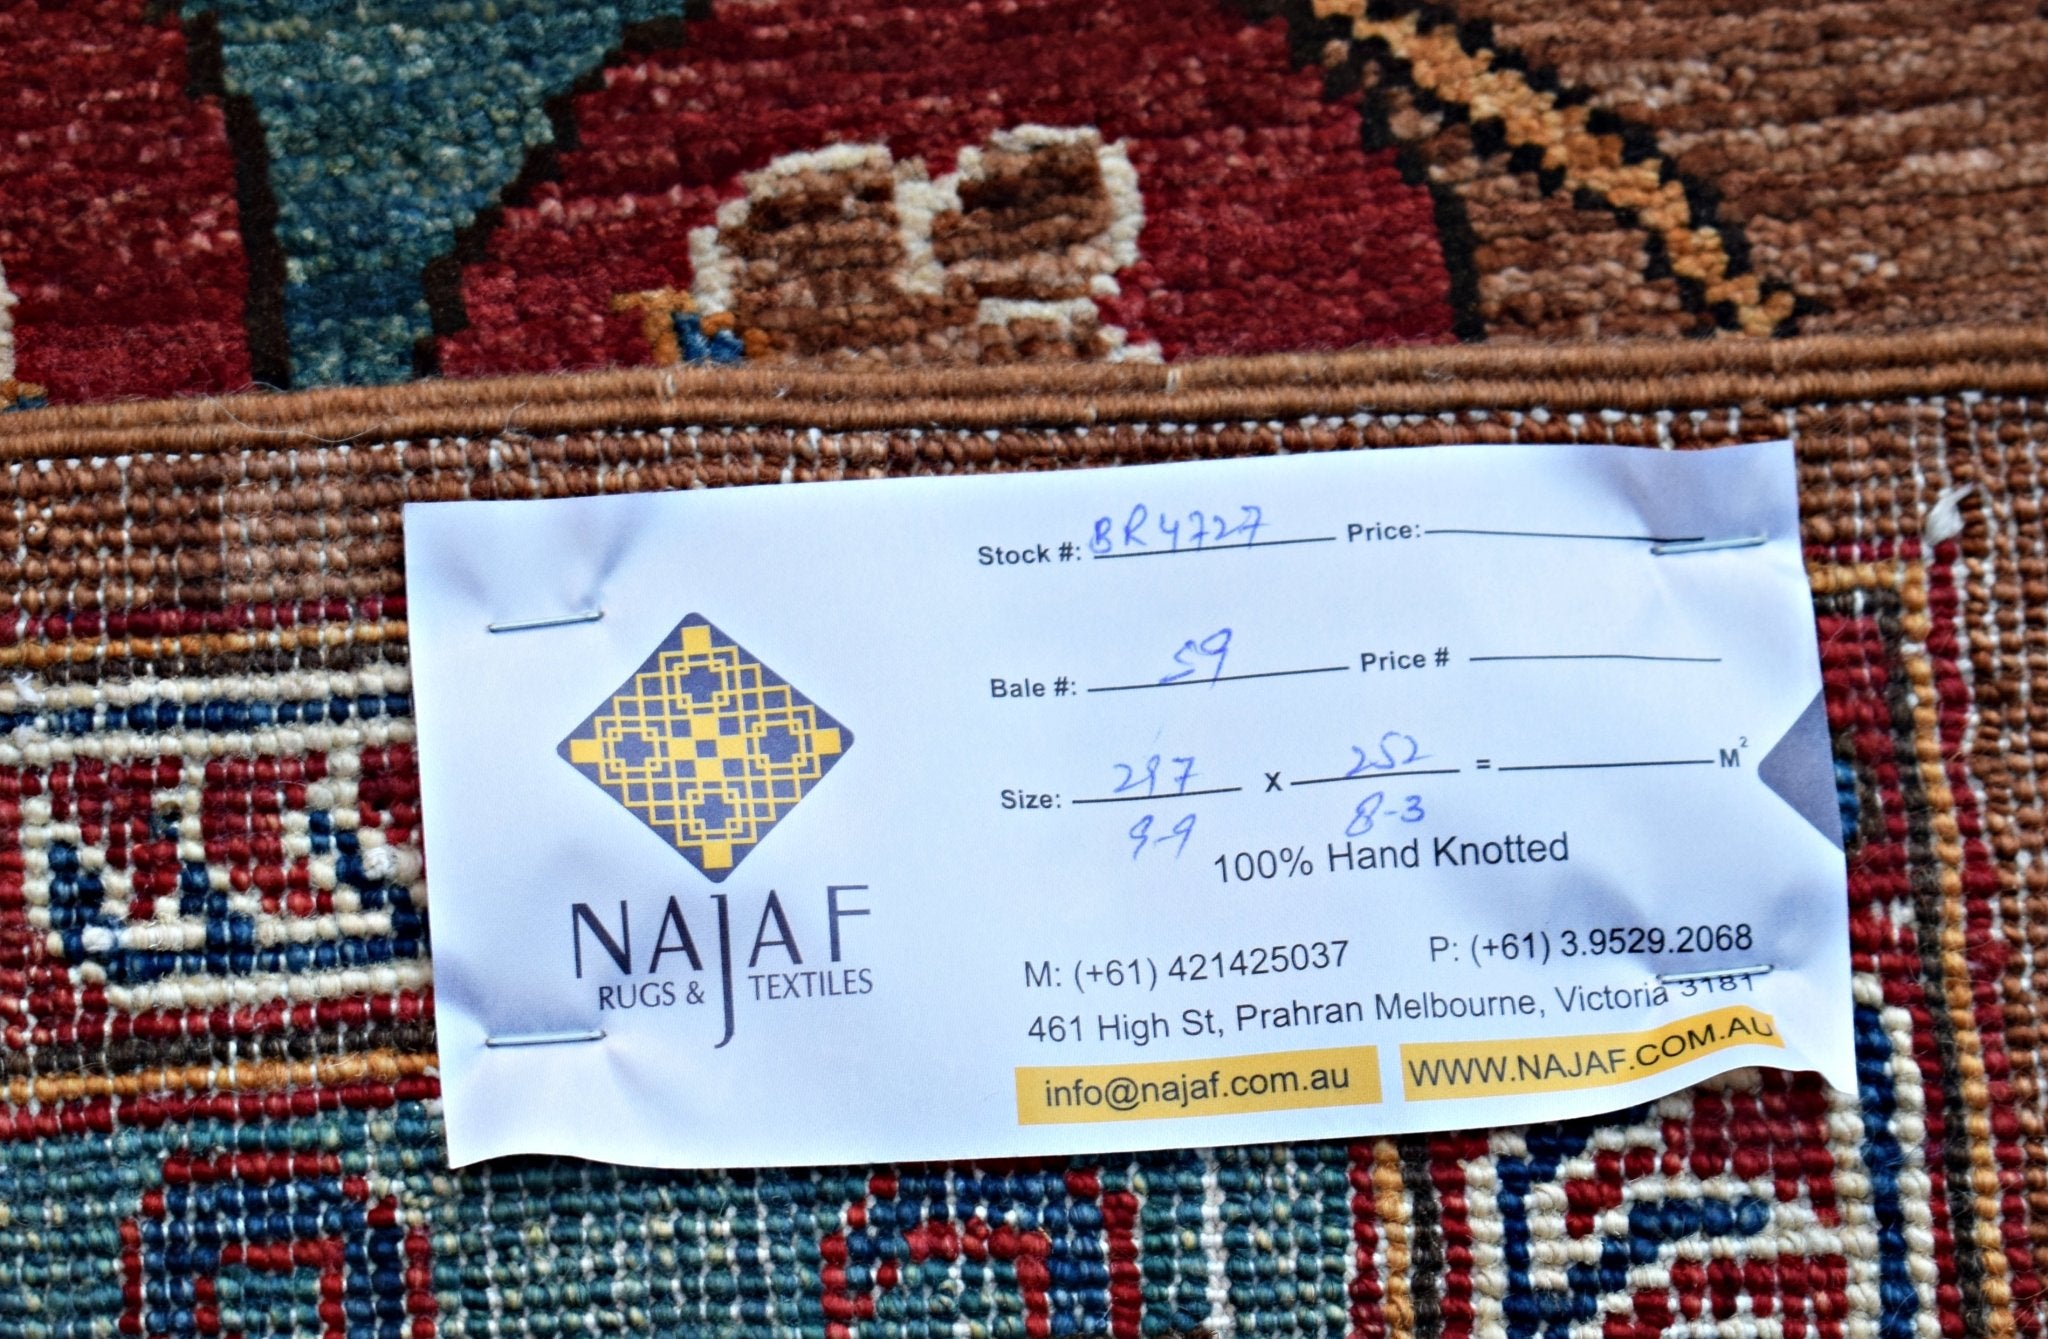 Stock #: BR4727 Price:
Bale #: 59 Price #
Size: 297 X 252 = M²
9-9 8-3
100% Hand Knotted
NAJAF
RUGS & TEXTILES
M: (+61) 421425037 P: (+61) 3.9529.2068
461 High St, Prahran Melbourne, Victoria 3181
info@najaf.com.au WWW.NAJAF.COM.AU